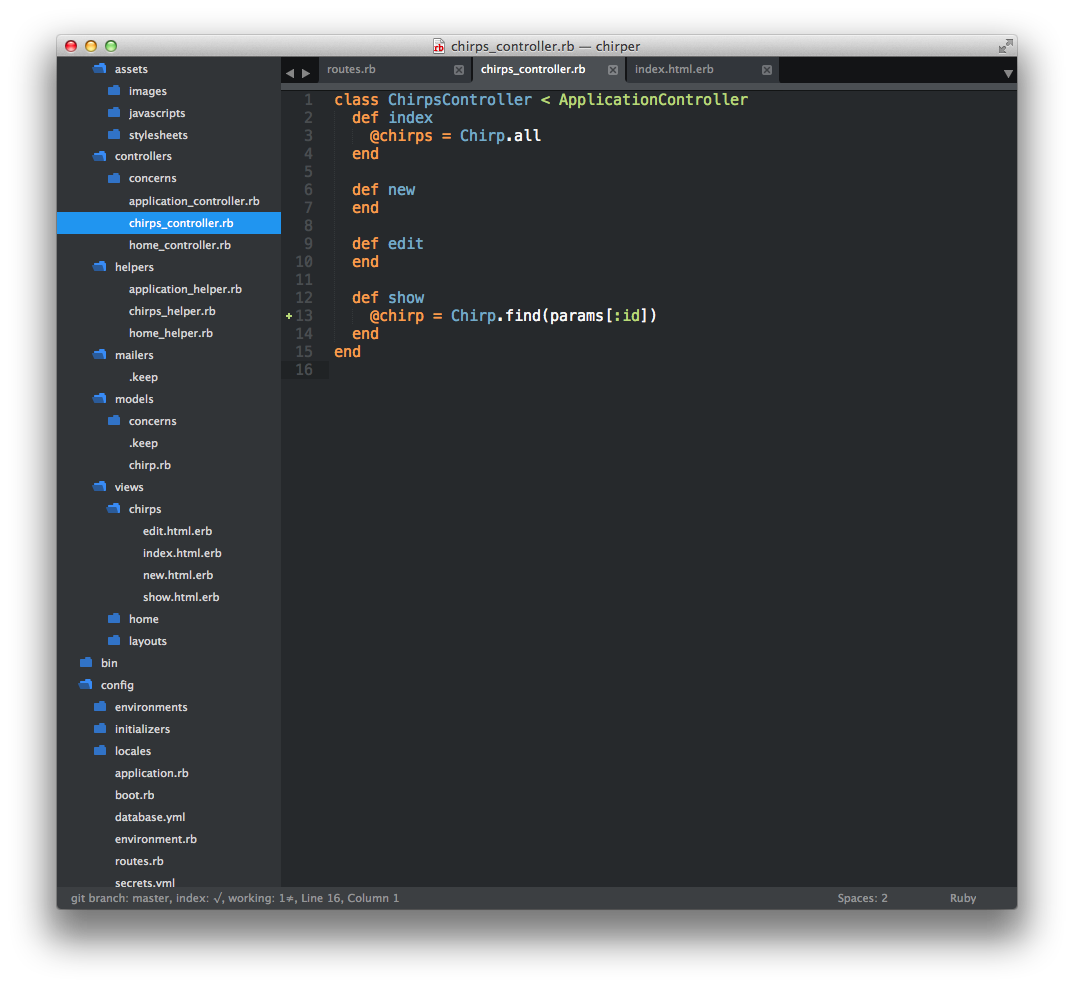 chirps_controller.rb — chirper
assets
images
javascripts
stylesheets
controllers
concerns
application_controller.rb
chirps_controller.rb
home_controller.rb
helpers
application_helper.rb
chirps_helper.rb
home_helper.rb
mailers
.keep
models
concerns
.keep
chirp.rb
views
chirps
edit.html.erb
index.html.erb
new.html.erb
show.html.erb
home
layouts
bin
config
environments
initializers
locales
application.rb
boot.rb
database.yml
environment.rb
routes.rb
secrets.yml
routes.rb chirps_controller.rb index.html.erb
1 class ChirpsController < ApplicationController
2   def index
3     @chirps = Chirp.all
4   end
5
6   def new
7   end
8
9   def edit
10   end
11
12   def show
+13     @chirp = Chirp.find(params[:id])
14   end
15 end
16
git branch: master, index: √, working: 1≠, Line 16, Column 1 Spaces: 2 Ruby